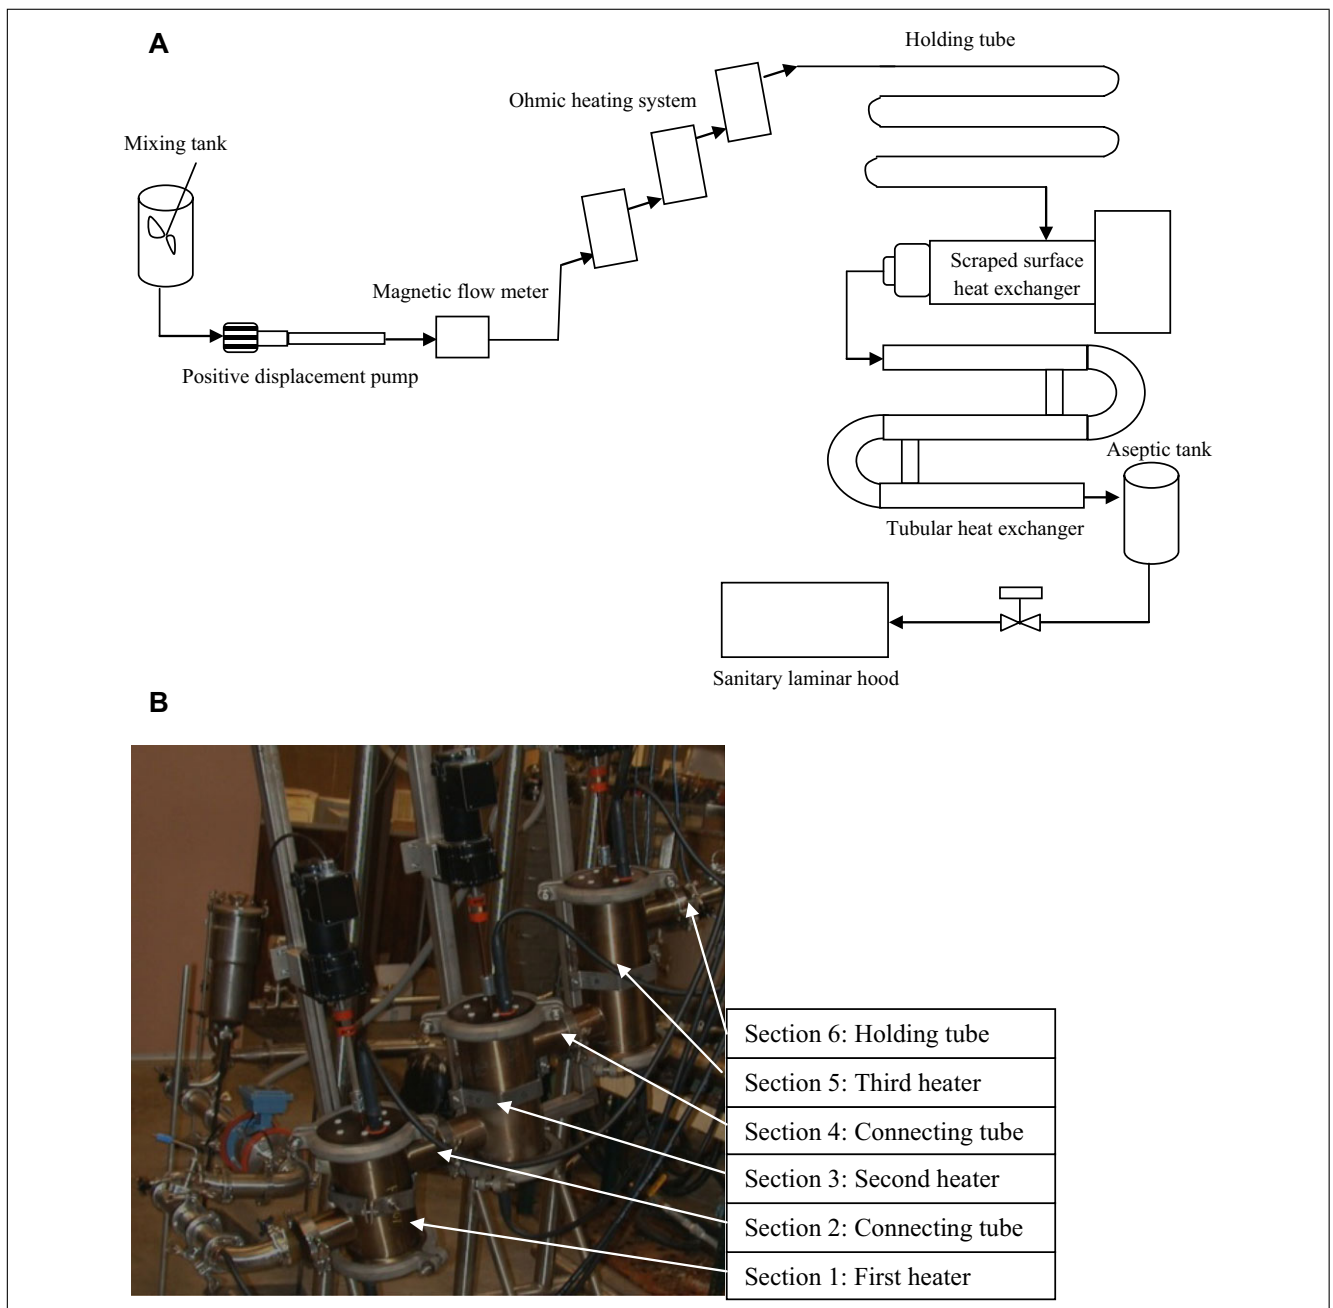 A
Holding tube
Ohmic heating system
Mixing tank
Magnetic flow meter
Scraped surface
heat exchanger
Positive displacement pump
Aseptic tank
Tubular heat exchanger
Sanitary laminar hood
B
Section 6: Holding tube
Section 5: Third heater
Section 4: Connecting tube
Section 3: Second heater
Section 2: Connecting tube
Section 1: First heater